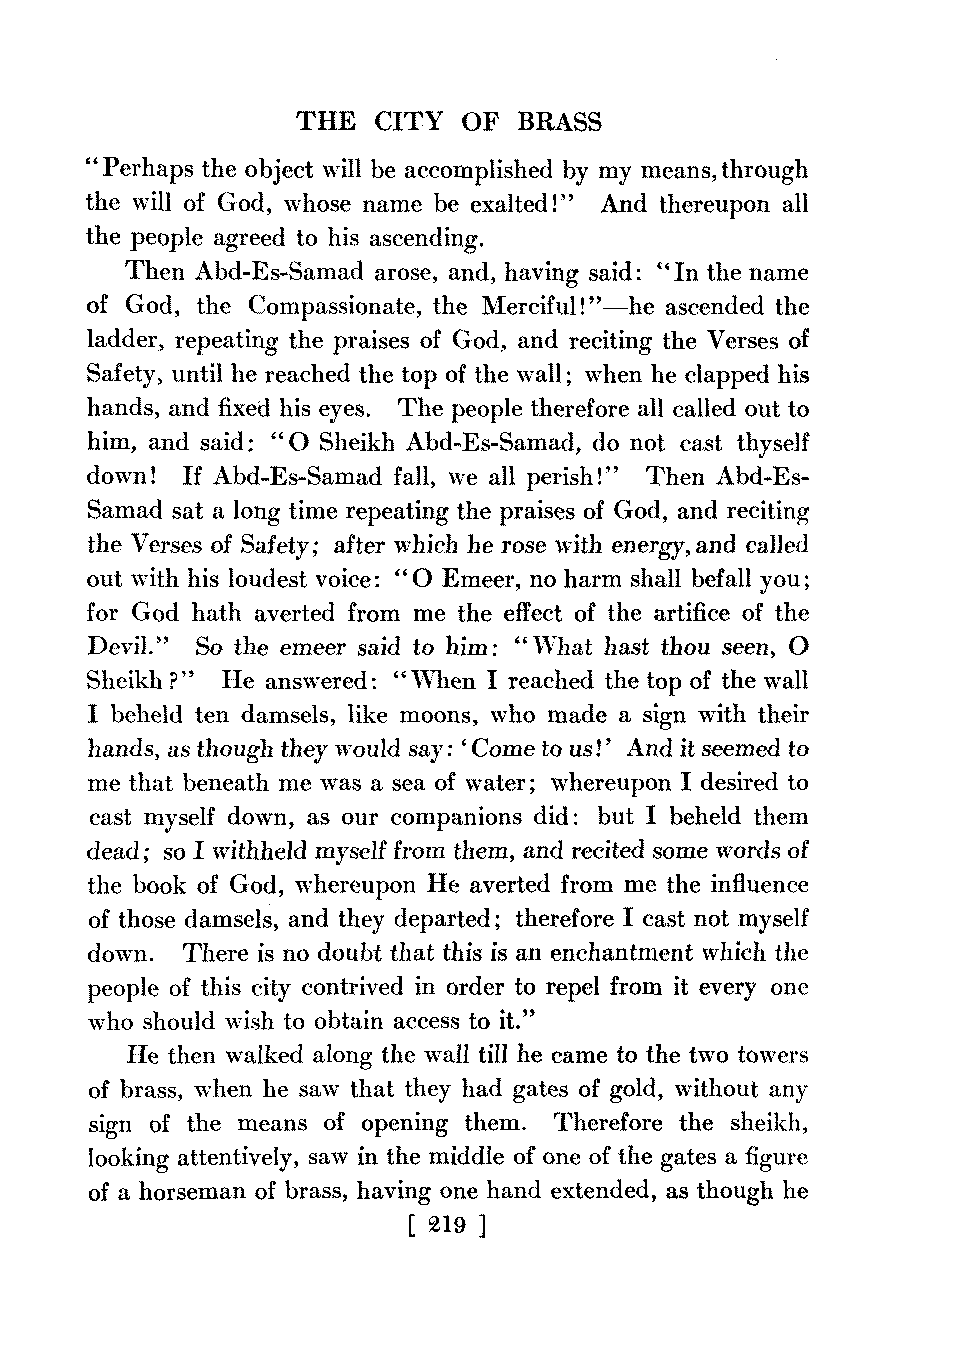 THE CITY OF BRASS
“Perhaps the object will be accomplished by my means, through
the will of God, whose name be exalted!” And thereupon all
the people agreed to his ascending.
Then Abd-Es-Samad arose, and, having said: “In the name
of God, the Compassionate, the Merciful!”—he ascended the
ladder, repeating the praises of God, and reciting the Verses of
Safety, until he reached the top of the wall; when he clapped his
hands, and fixed his eyes. The people therefore all called out to
him, and said: “O Sheikh Abd-Es-Samad, do not cast thyself
down! If Abd-Es-Samad fall, we all perish!” Then Abd-Es-
Samad sat a long time repeating the praises of God, and reciting
the Verses of Safety; after which he rose with energy, and called
out with his loudest voice: “O Emeer, no harm shall befall you;
for God hath averted from me the effect of the artifice of the
Devil.” So the emeer said to him: “What hast thou seen, O
Sheikh?” He answered: “When I reached the top of the wall
I beheld ten damsels, like moons, who made a sign with their
hands, as though they would say: ‘Come to us!’ And it seemed to
me that beneath me was a sea of water; whereupon I desired to
cast myself down, as our companions did: but I beheld them
dead; so I withheld myself from them, and recited some words of
the book of God, whereupon He averted from me the influence
of those damsels, and they departed; therefore I cast not myself
down. There is no doubt that this is an enchantment which the
people of this city contrived in order to repel from it every one
who should wish to obtain access to it.”
He then walked along the wall till he came to the two towers
of brass, when he saw that they had gates of gold, without any
sign of the means of opening them. Therefore the sheikh,
looking attentively, saw in the middle of one of the gates a figure
of a horseman of brass, having one hand extended, as though he
[ 219 ]